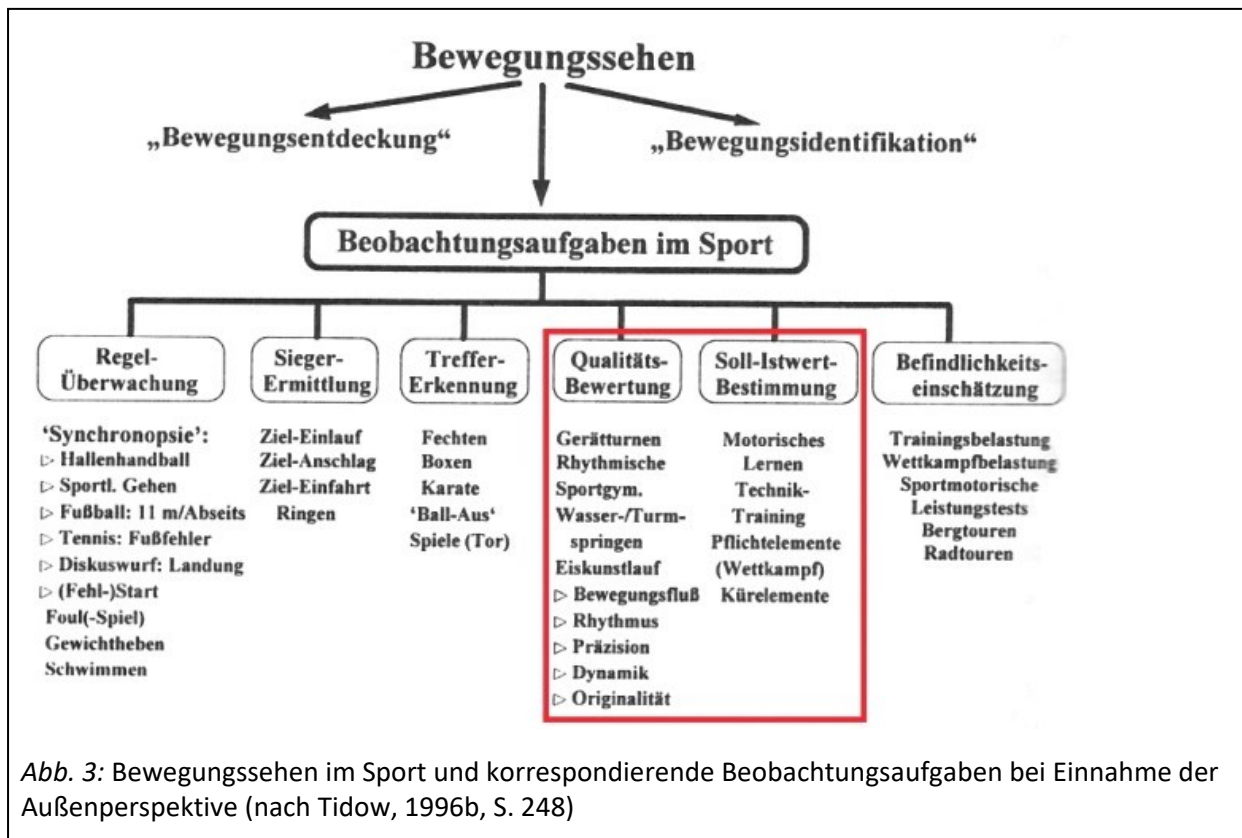 Bewegungssehen
„Bewegungsentdeckung“
„Bewegungsidentifikation“
Beobachtungsaufgaben im Sport
Regel-
Überwachung
‘Synchronopsie’:
▷ Hallenhandball
▷ Sportl. Gehen
▷ Fußball: 11 m/Abseits
▷ Tennis: Fußfehler
▷ Diskuswurf: Landung
▷ (Fehl-)Start
Foul(-Spiel)
Gewichtheben
Schwimmen
Sieger-
Ermittlung
Ziel-Einlauf
Ziel-Anschlag
Ziel-Einfahrt
Ringen
Treffer-
Erkennung
Fechten
Boxen
Karate
‘Ball-Aus‘
Spiele (Tor)
Qualitäts-
Bewertung
Gerätturnen
Rhythmische
Sportgym.
Wasser-/Turm-
springen
Eiskunstlauf
▷ Bewegungsfluß
▷ Rhythmus
▷ Präzision
▷ Dynamik
▷ Originalität
Soll-Istwert-
Bestimmung
Motorisches
Lernen
Technik-
Training
Pflichtelemente
(Wettkampf)
Kürelemente
Befindlichkeits-
einschätzung
Trainingsbelastung
Wettkampfbelastung
Sportmotorische
Leistungstests
Bergtouren
Radtouren
Abb. 3: Bewegungssehen im Sport und korrespondierende Beobachtungsaufgaben bei Einnahme der
Außenperspektive (nach Tidow, 1996b, S. 248)